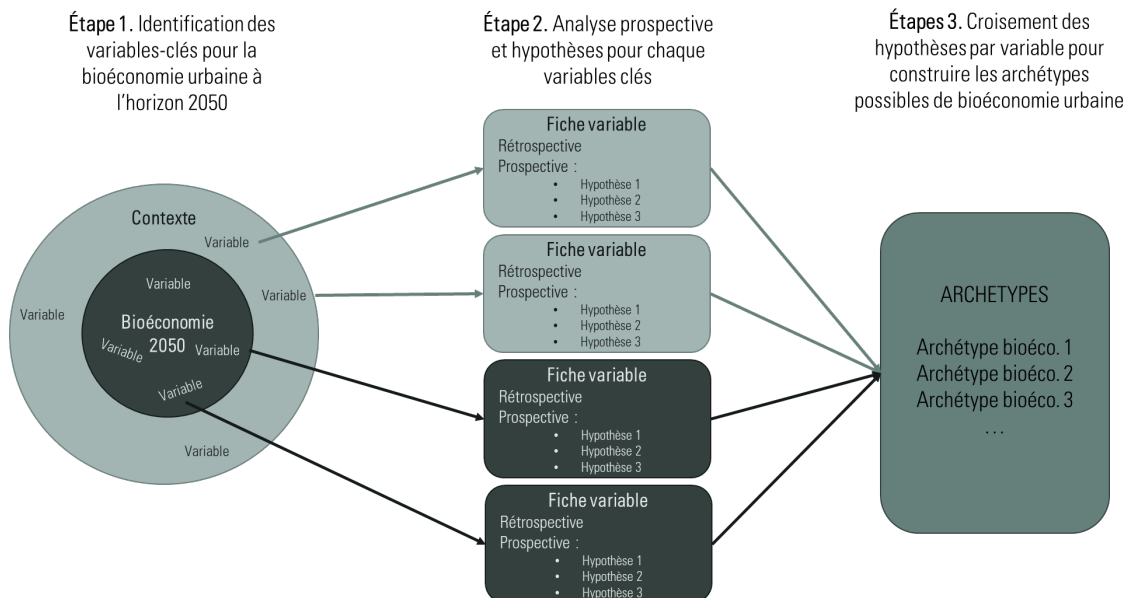 Étape 1. Identification des
variables-clés pour la
bioéconomie urbaine à
l'horizon 2050
Étape 2. Analyse prospective
et hypothèses pour chaque
variables clés
Étapes 3. Croisement des
hypothèses par variable pour
construire les archétypes
possibles de bioéconomie urbaine
Contexte
Variable
Variable
Variable
Variable
Bioéconomie
2050
Variable
Variable
Variable
Variable
Fiche variable
Rétrospective
Prospective :
• Hypothèse 1
• Hypothèse 2
• Hypothèse 3
Fiche variable
Rétrospective
Prospective :
• Hypothèse 1
• Hypothèse 2
• Hypothèse 3
Fiche variable
Rétrospective
Prospective :
• Hypothèse 1
• Hypothèse 2
• Hypothèse 3
Fiche variable
Rétrospective
Prospective :
• Hypothèse 1
• Hypothèse 2
• Hypothèse 3
ARCHETYPES
Archétype bioéco. 1
Archétype bioéco. 2
Archétype bioéco. 3
...